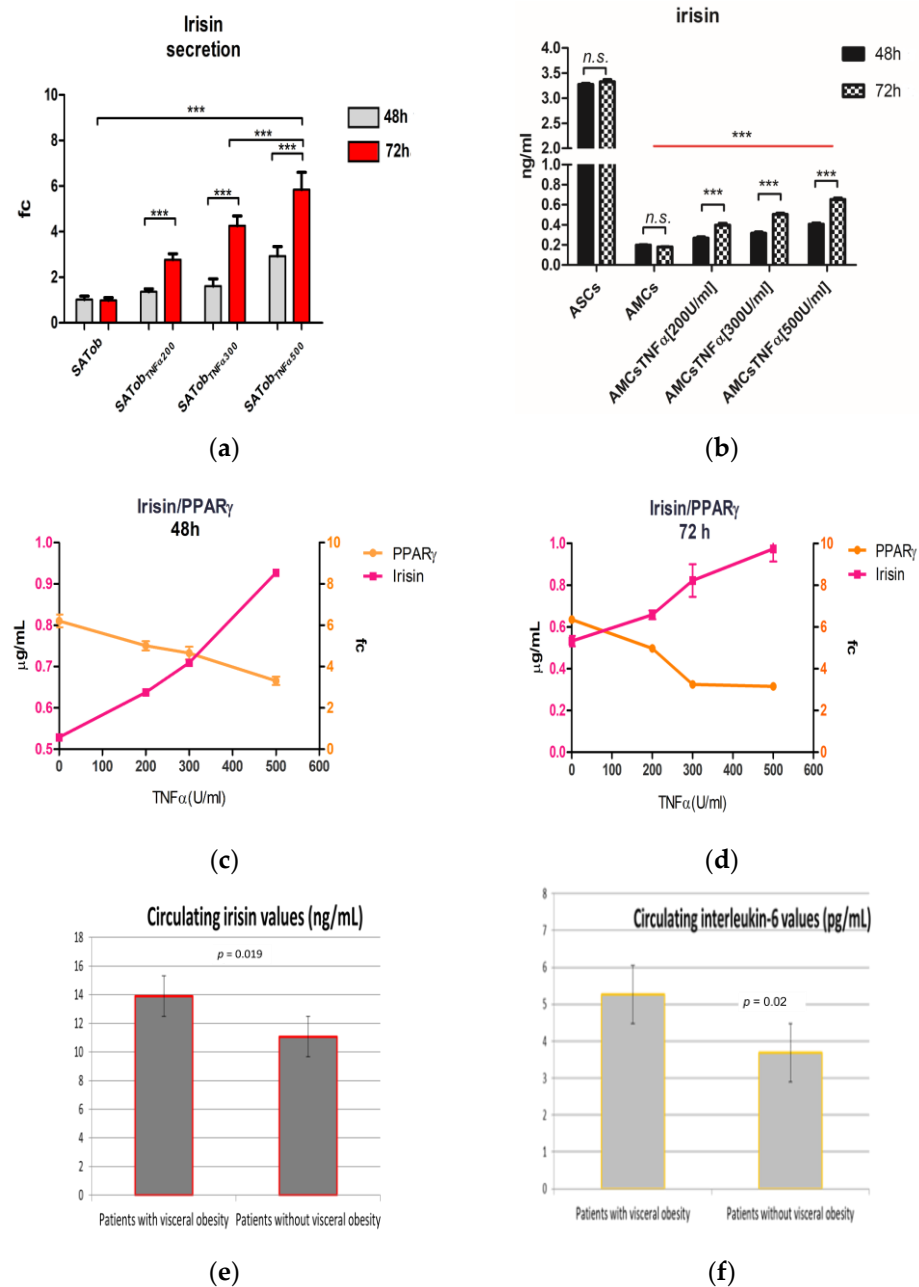 Irisin
secretion
10
8
6
4
2
0
fc
***
***
***
***
***
48h
72h
SATob
SATobTNFα200
SATobTNFα300
SATobTNFα500
(a)
irisin
4.0
3.5
3.0
2.5
2.0
1.0
0.8
0.6
0.4
0.2
0.0
ng/ml
n.s.
n.s.
***
***
***
***
48h
72h
ASCs
AMCs
AMCsTNFα[200U/ml]
AMCsTNFα[300U/ml]
AMCsTNFα[500U/ml]
(b)
Irisin/PPARγ
48h
1.0
0.9
0.8
0.7
0.6
0.5
μg/mL
10
8
6
4
2
0
fc
PPARγ
Irisin
0 100 200 300 400 500 600
TNFα(U/ml)
(c)
Irisin/PPARγ
72 h
1.0
0.8
0.6
0.4
0.2
0.0
μg/mL
10
8
6
4
2
0
fc
PPARγ
Irisin
0 100 200 300 400 500 600
TNFα(U/ml)
(d)
Circulating irisin values (ng/mL)
p = 0.019
18
16
14
12
10
8
6
4
2
0
Patients with visceral obesity Patients without visceral obesity
(e)
Circulating interleukin-6 values (pg/mL)
p = 0.02
8
7
6
5
4
3
2
1
0
Patients with visceral obesity Patients without visceral obesity
(f)